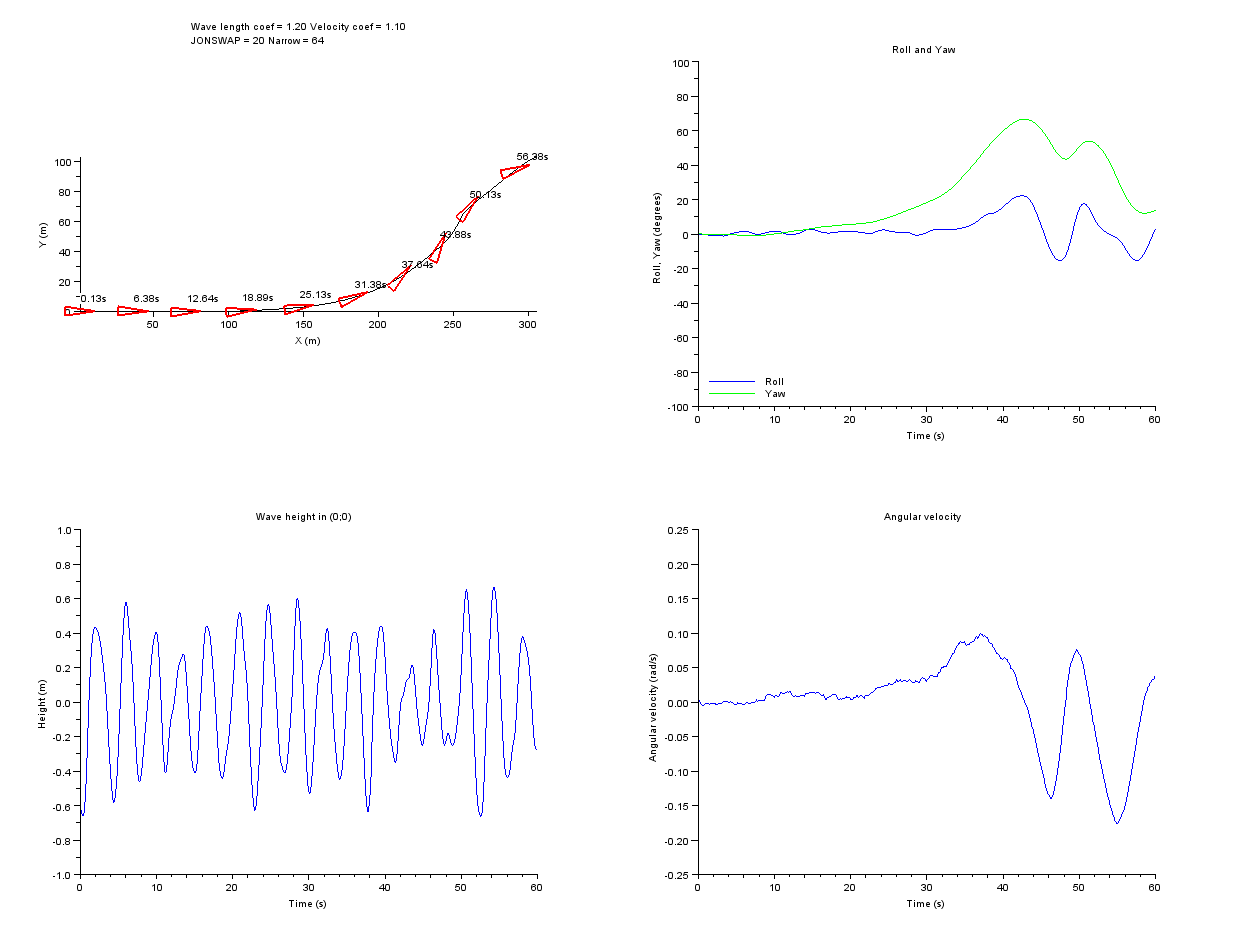 Wave length coef = 1.20 Velocity coef = 1.10
JONSWAP = 20 Narrow = 64
100
80
60
40
20
0
Y (m)
0.13s
6.38s
12.64s
18.89s
25.13s
31.38s
37.64s
43.88s
50.13s
56.38s
50
100
150
200
250
300
X (m)
Roll and Yaw
100
80
60
40
20
0
-20
-40
-60
-80
-100
Roll, Yaw (degrees)
Roll
Yaw
0
10
20
30
40
50
60
Time (s)
Wave height in (0;0)
1.0
0.8
0.6
0.4
0.2
0.0
-0.2
-0.4
-0.6
-0.8
-1.0
Height (m)
0
10
20
30
40
50
60
Time (s)
Angular velocity
0.25
0.20
0.15
0.10
0.05
0.00
-0.05
-0.10
-0.15
-0.20
-0.25
Angular velocity (rad/s)
0
10
20
30
40
50
60
Time (s)